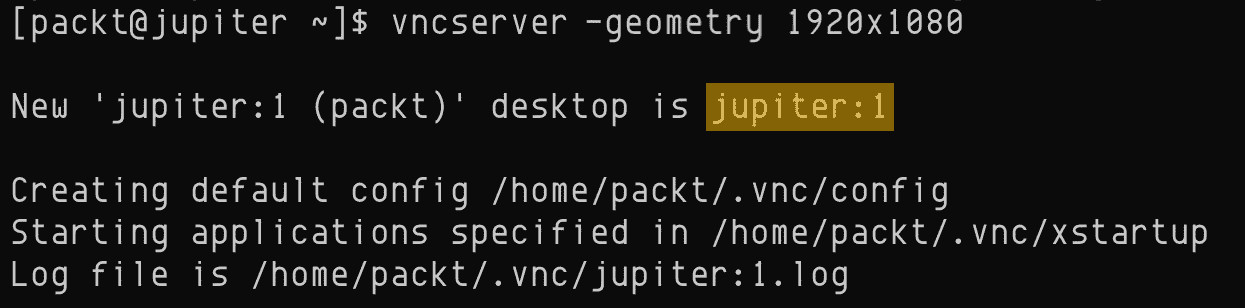 [packt@jupiter ~]$ vncserver -geometry 1920x1080
New 'jupiter:1 (packt)' desktop is jupiter:1
Creating default config /home/packt/.vnc/config
Starting applications specified in /home/packt/.vnc/xstartup
Log file is /home/packt/.vnc/jupiter:1.log